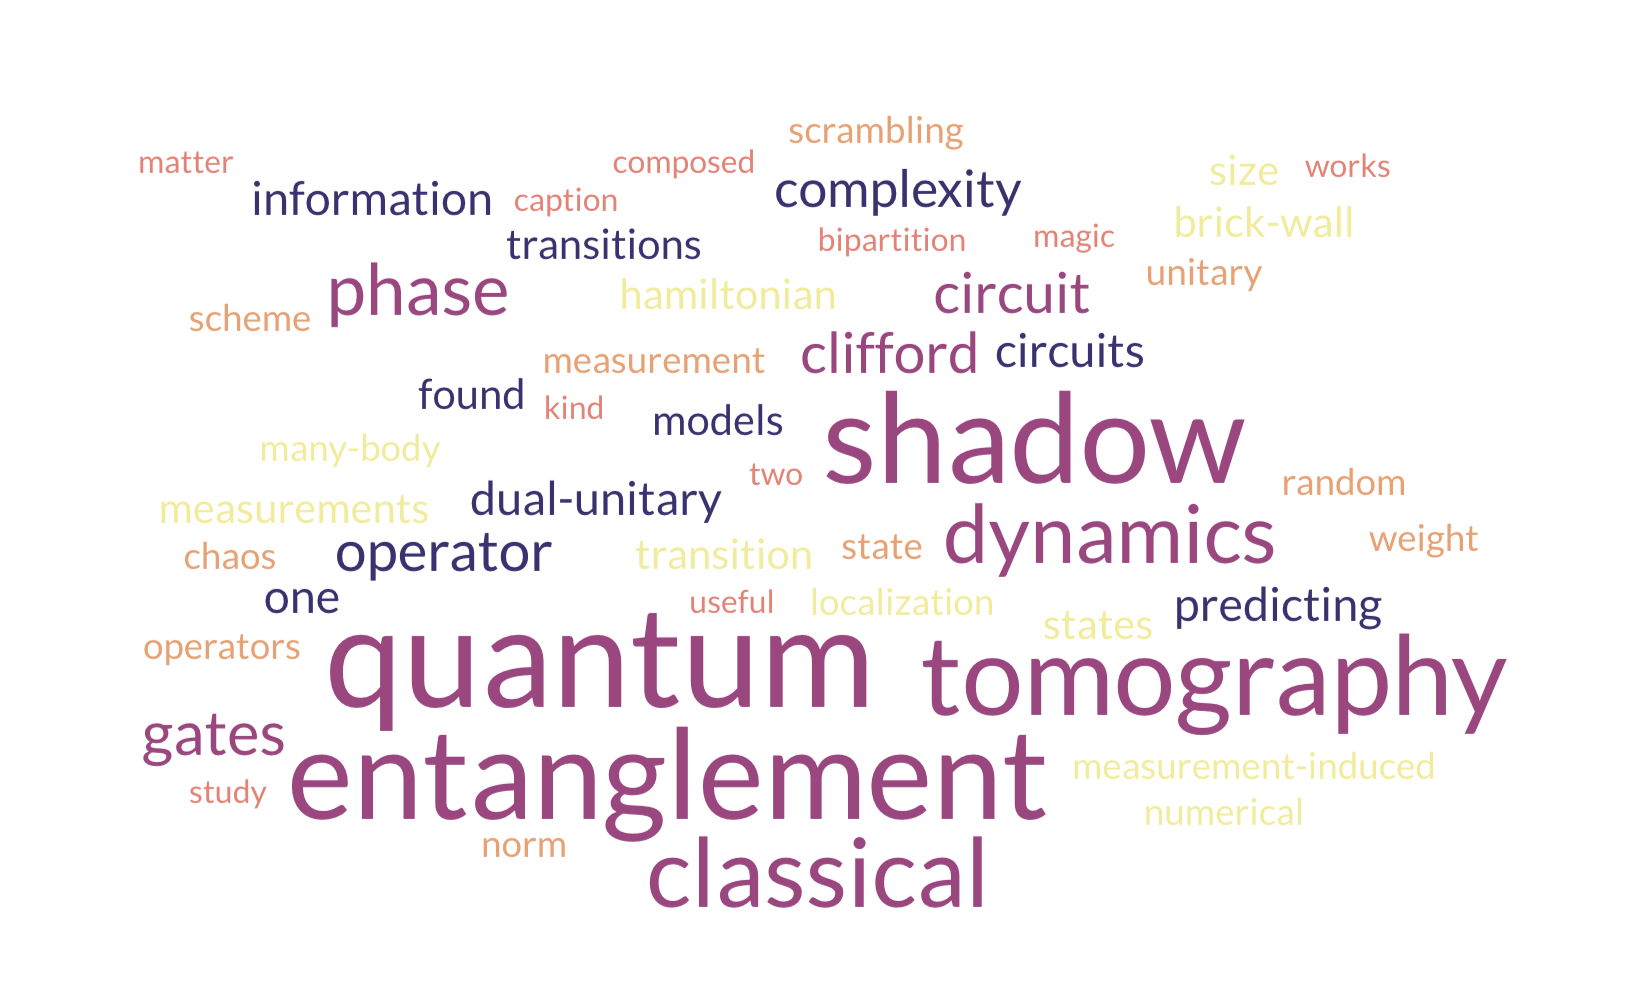 scrambling
matter
composed
size
works
information
caption
complexity
brick-wall
transitions
bipartition
magic
unitary
phase
hamiltonian
circuit
scheme
measurement
clifford
circuits
found
kind
models
shadow
many-body
two
random
measurements
dual-unitary
dynamics
weight
chaos
operator
transition
state
one
useful
localization
predicting
states
operators
quantum
tomography
gates
entanglement
measurement-induced
study
numerical
norm
classical